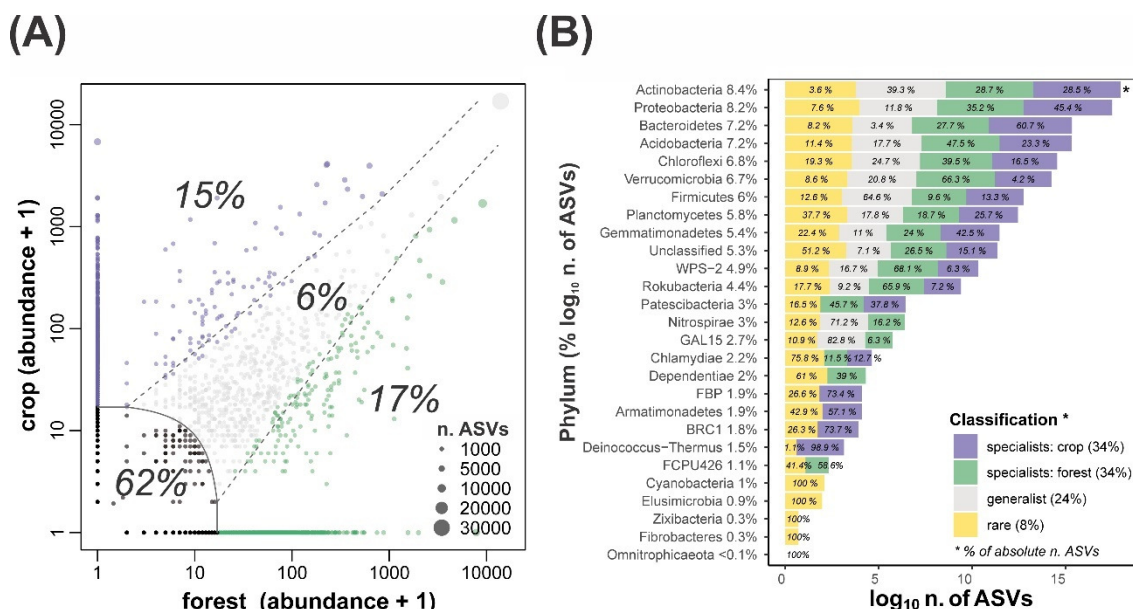 (A)
crop (abundance + 1)
10000
1000
100
10
1
15%
6%
17%
62%
n. ASVs
1000
5000
10000
20000
30000
1 10 100 1000 10000
forest (abundance + 1)
(B)
Phylum (% log10 n. of ASVs)
Actinobacteria 8.4% 3.6 % 39.3 % 28.7 % 28.5 % *
Proteobacteria 8.2% 7.6 % 11.8 % 35.2 % 45.4 %
Bacteroidetes 7.2% 8.2 % 3.4 % 27.7 % 60.7 %
Acidobacteria 7.2% 11.4 % 17.7 % 47.5 % 23.3 %
Chloroflexi 6.8% 19.3 % 24.7 % 39.5 % 16.5 %
Verrucomicrobia 6.7% 8.6 % 20.8 % 66.3 % 4.2 %
Firmicutes 6% 12.6 % 64.6 % 9.6 % 13.3 %
Planctomycetes 5.8% 37.7 % 17.8 % 18.7 % 25.7 %
Gemmatimonadetes 5.4% 22.4 % 11 % 24 % 42.5 %
Unclassified 5.3% 51.2 % 7.1 % 26.5 % 15.1 %
WPS-2 4.9% 8.9 % 16.7 % 68.1 % 6.3 %
Rokubacteria 4.4% 17.7 % 9.2 % 65.9 % 7.2 %
Patescibacteria 3% 16.5 % 45.7 % 37.8 %
Nitrospirae 3% 12.6 % 71.2 % 16.2 %
GAL15 2.7% 10.9 % 82.8 % 6.3 %
Chlamydiae 2.2% 75.8 % 11.5 % 12.7 %
Dependentiae 2% 61 % 39 %
FBP 1.9% 26.6 % 73.4 %
Armatimonadetes 1.9% 42.9 % 57.1 %
BRC1 1.8% 26.3 % 73.7 %
Deinococcus-Thermus 1.5% 1.1% 98.9 %
FCPU426 1.1% 41.4% 58.6%
Cyanobacteria 1% 100 %
Elusimicrobia 0.9% 100%
Zixibacteria 0.3% 100%
Fibrobacteres 0.3% 100%
Omnitrophicaeota <0.1% 100%
Classification *
specialists: crop (34%)
specialists: forest (34%)
generalist (24%)
rare (8%)
* % of absolute n. ASVs
0 5 10 15
log10 n. of ASVs